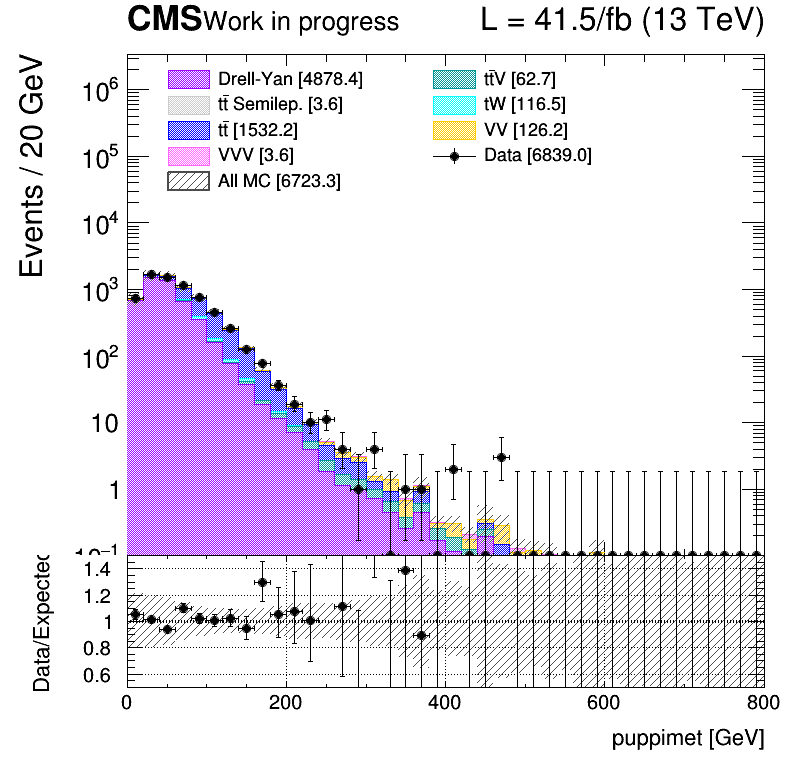 CMS Work in progress L = 41.5/fb (13 TeV)
Events / 20 GeV
Drell-Yan [4878.4]
tt̄ Semilep. [3.6]
tt̄ [1532.2]
VVV [3.6]
All MC [6723.3]
tt̄V [62.7]
tW [116.5]
VV [126.2]
Data [6839.0]
10⁶
10⁵
10⁴
10³
10²
10
1
10⁻¹
Data/Expected
1.4
1.2
1
0.8
0.6
0 200 400 600 800
puppimet [GeV]